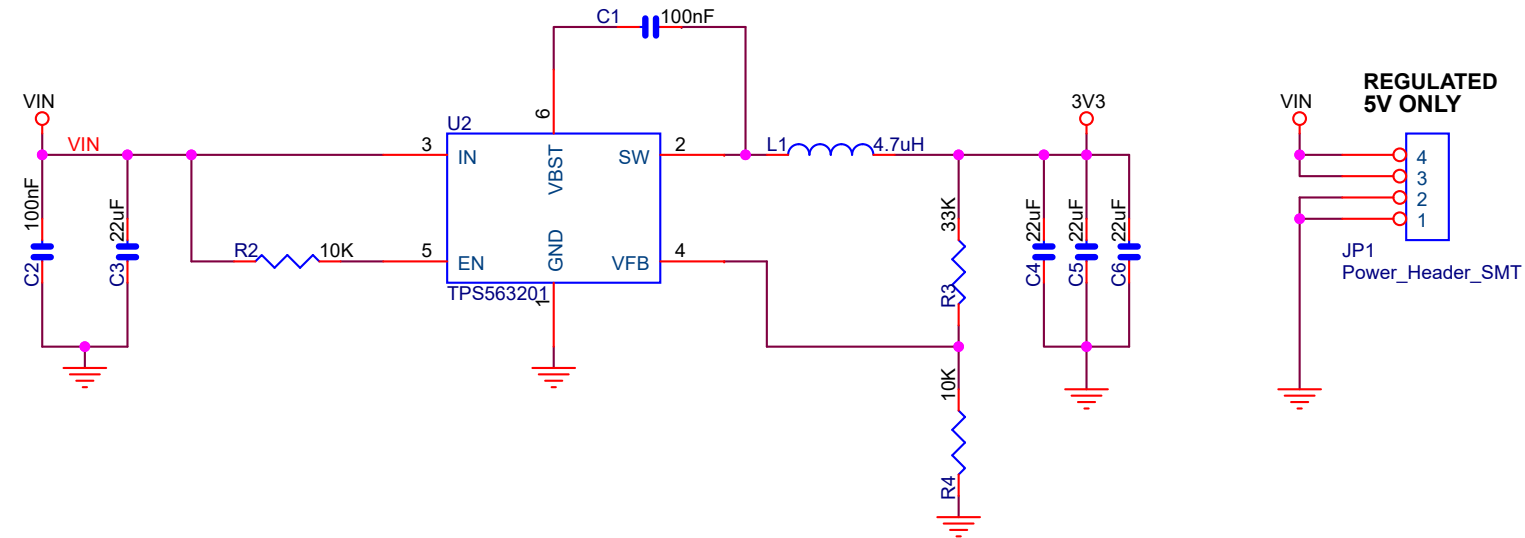 C1 100nF
VIN
VIN
100nF
C2
22uF
C3
R2 10K
U2
3
IN
5
EN
6
VBST
GND
1
SW
2
VFB
4
TPS563201
L1 4.7uH
33K
R3
10K
R4
3V3
22uF
C4
22uF
C5
22uF
C6
VIN
REGULATED
5V ONLY
4
3
2
1
JP1
Power_Header_SMT